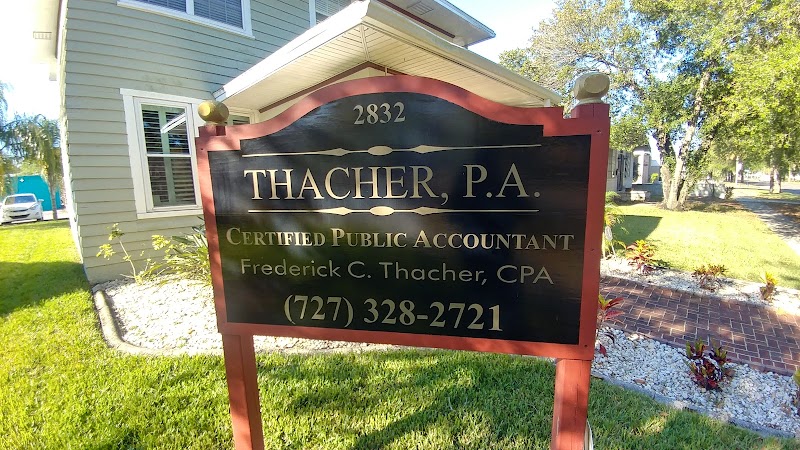 2832
THACHER, P.A.
CERTIFIED PUBLIC ACCOUNTANT
Frederick C. Thacher, CPA
(727) 328-2721